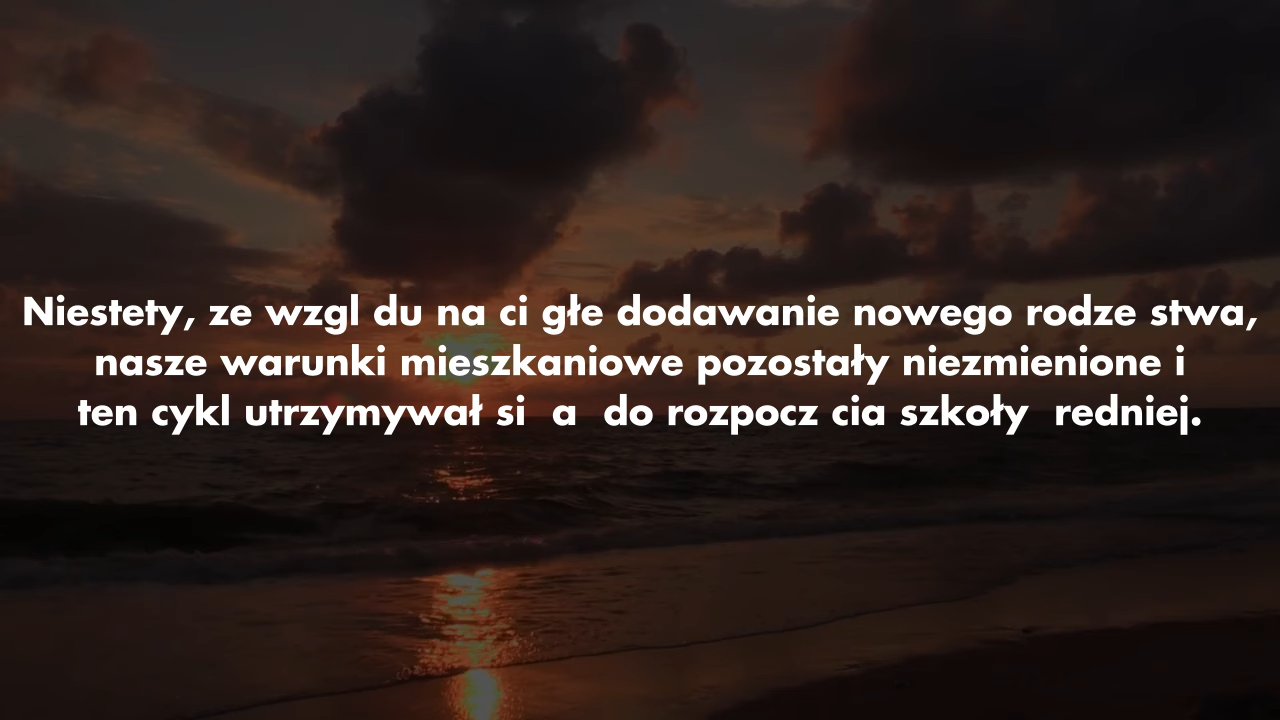 Niestety, ze wzgl du na ci głe dodawanie nowego rodze stwa,
nasze warunki mieszkaniowe pozostały niezmienione i
ten cykl utrzymywał si  a  do rozpocz cia szkoły  redniej.